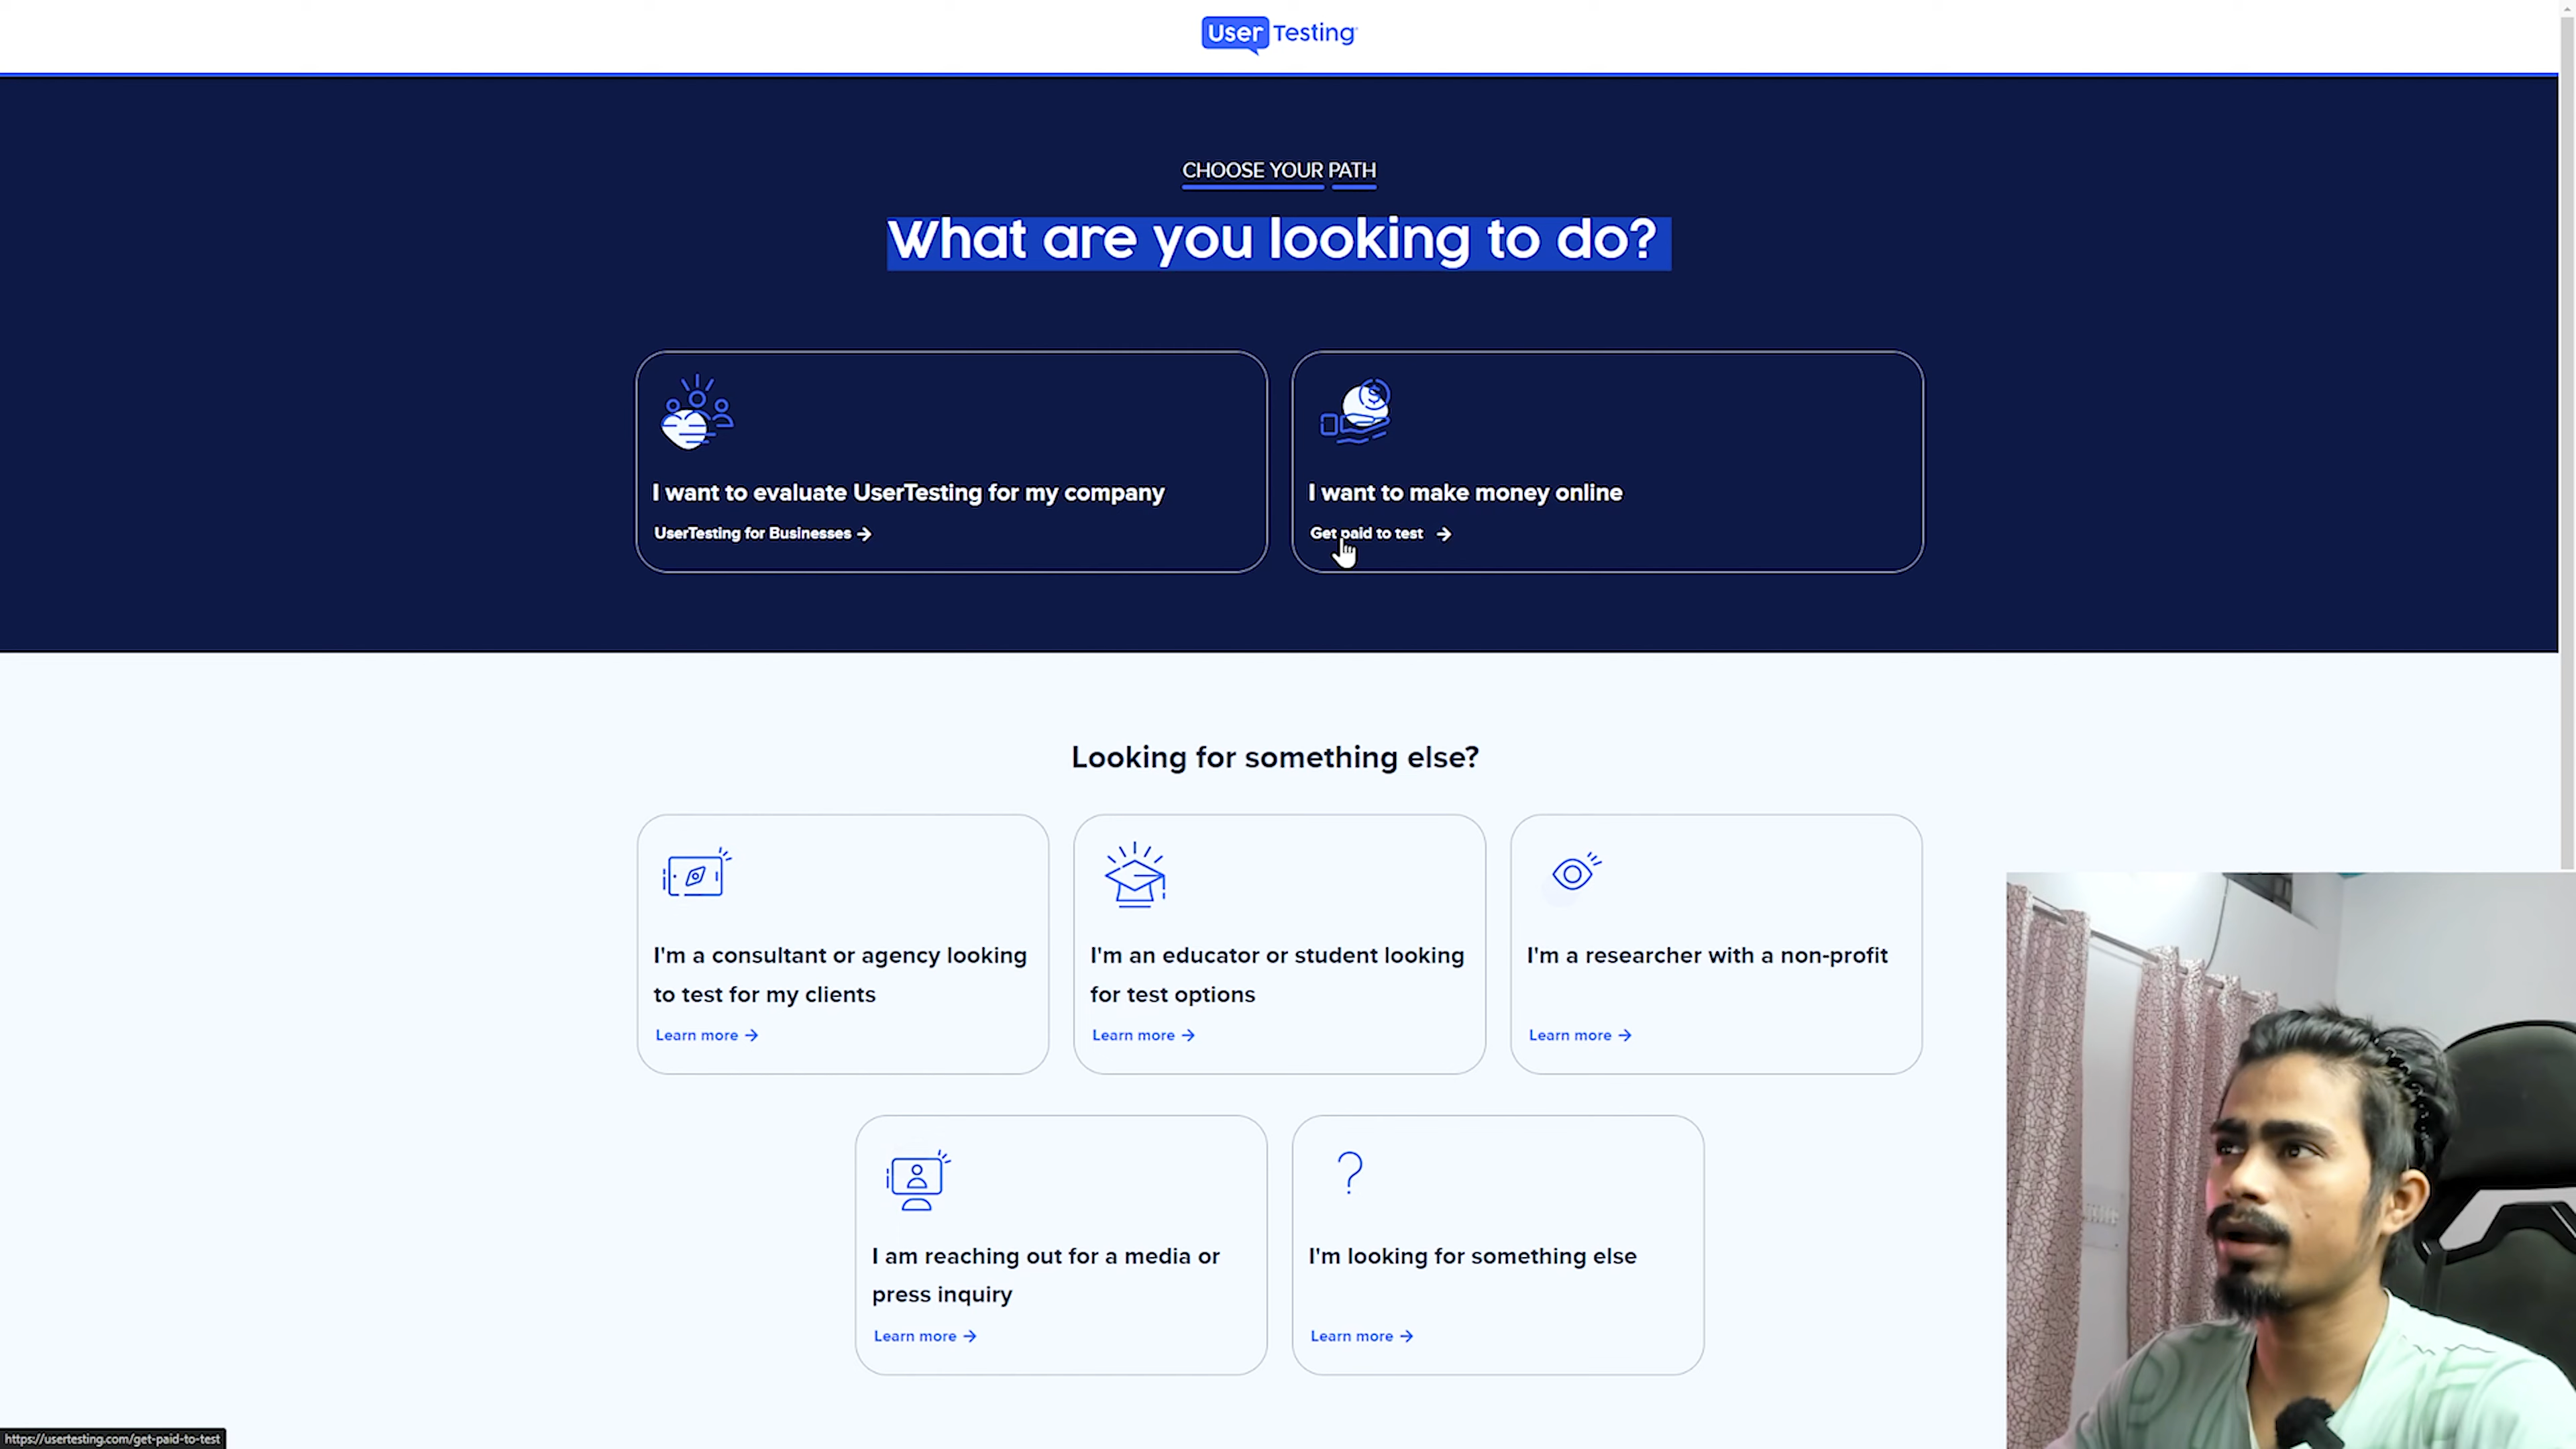 User Testing
CHOOSE YOUR PATH
What are you looking to do?
I want to evaluate UserTesting for my company
UserTesting for Businesses →
I want to make money online
Get paid to test →
Looking for something else?
I'm a consultant or agency looking
to test for my clients
Learn more →
I'm an educator or student looking
for test options
Learn more →
I'm a researcher with a non-profit
Learn more →
I am reaching out for a media or
press inquiry
Learn more →
?
I'm looking for something else
Learn more →
https://usertesting.com/get-paid-to-test